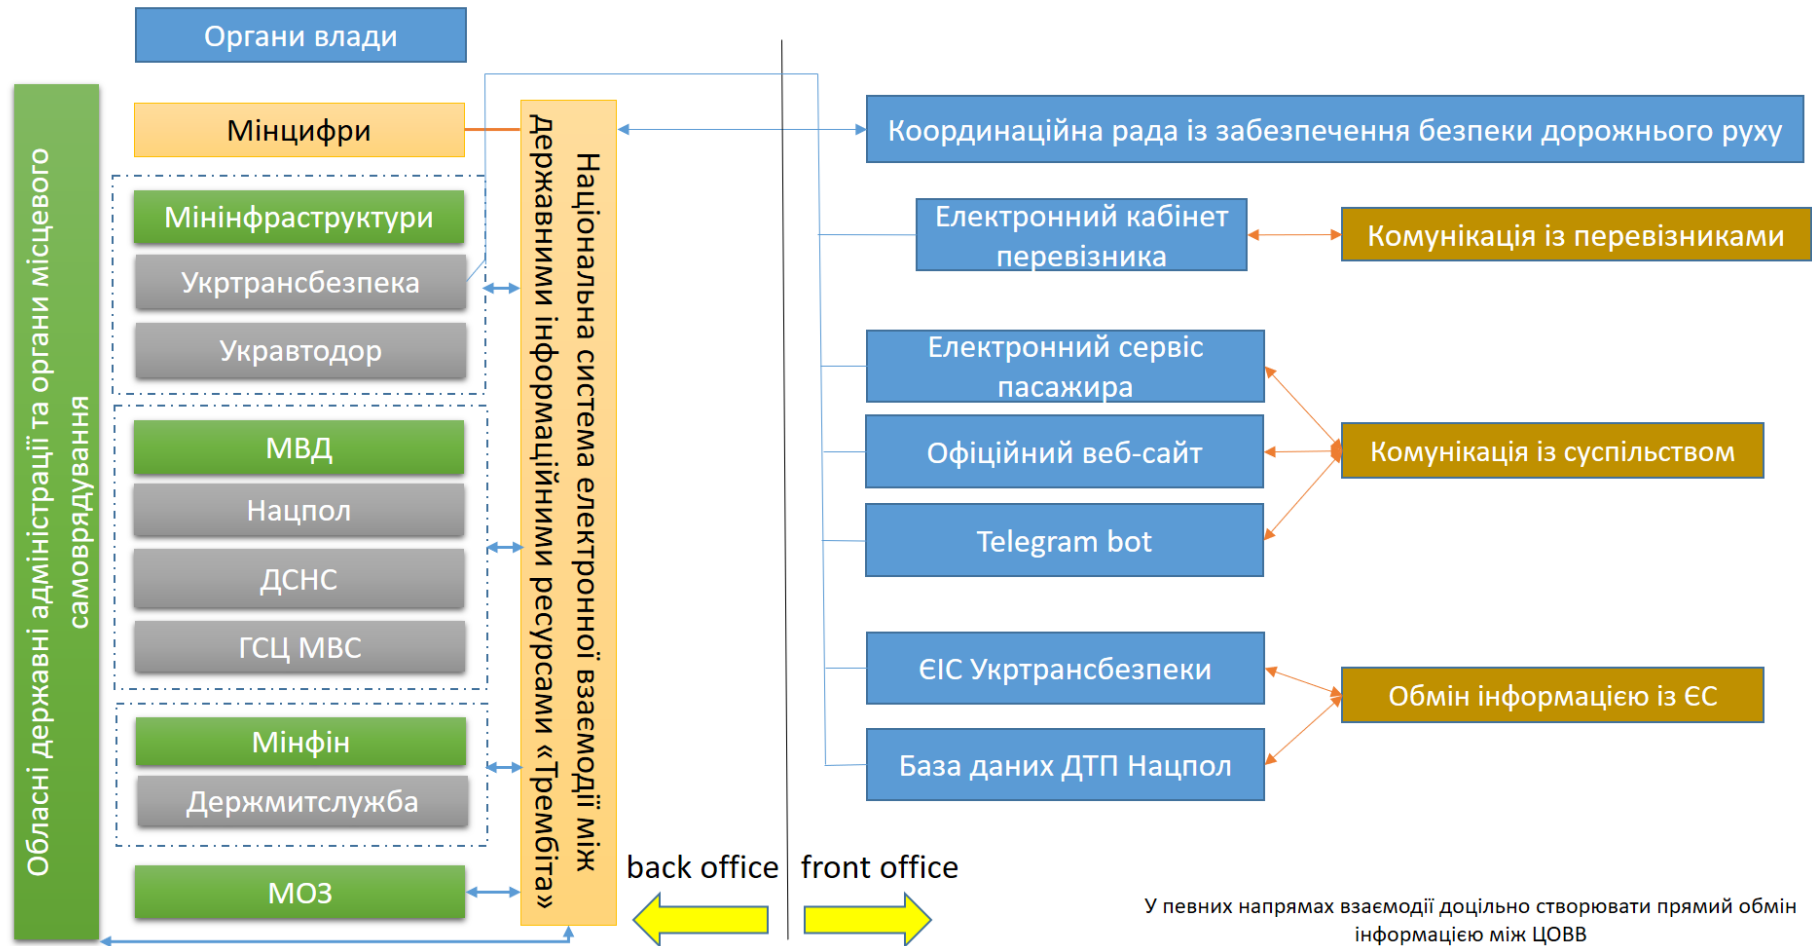 Органи влади
Обласні державні адміністрації та органи місцевого
самоврядування
Мінцифри
Мінінфраструктури
Укртрансбезпека
Укравтодор
МВД
Нацпол
ДСНС
ГСЦ МВС
Мінфін
Держмитслужба
МОЗ
Національна система електронної взаємодії між
державними інформаційними ресурсами «Трембіта»
back office
front office
Координаційна рада із забезпечення безпеки дорожнього руху
Електронний кабінет
перевізника
Комунікація із перевізниками
Електронний сервіс
пасажира
Офіційний веб-сайт
Telegram bot
Комунікація із суспільством
ЄІС Укртрансбезпеки
База даних ДТП Нацпол
Обмін інформацією із ЄС
У певних напрямах взаємодії доцільно створювати прямий обмін
інформацією між ЦОВВ